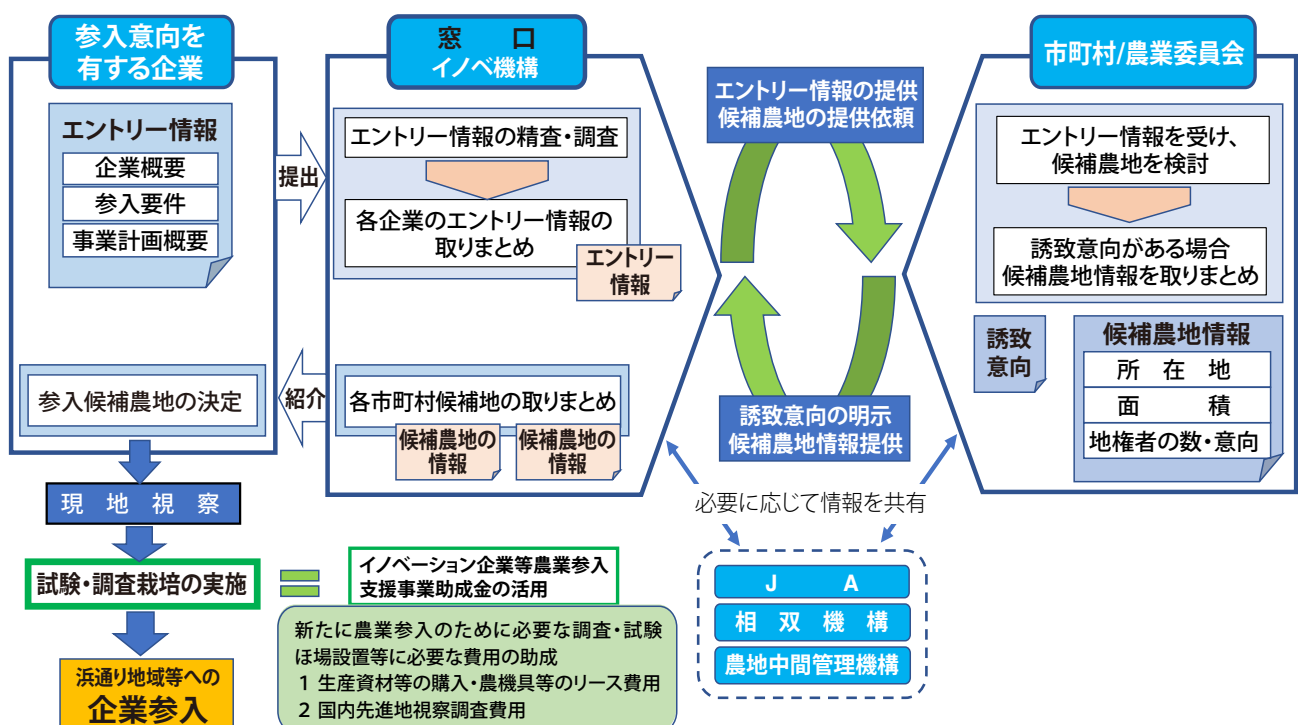 参入意向を
有する企業
エントリー情報
企業概要
参入要件
事業計画概要
提出
窓　口
イノベ機構
エントリー情報の精査・調査
各企業のエントリー情報の
取りまとめ
エントリー
情報
エントリー情報の提供
候補農地の提供依頼
市町村/農業委員会
エントリー情報を受け、
候補農地を検討
誘致意向がある場合
候補農地情報を取りまとめ
誘致
意向
候補農地情報
所　在　地
面　　　積
地権者の数・意向
誘致意向の明示
候補農地情報提供
各市町村候補地の取りまとめ
候補農地の
情報
候補農地の
情報
紹介
参入候補農地の決定
必要に応じて情報を共有
J　A
相　双　機　構
農地中間管理機構
現　地　視　察
試験・調査栽培の実施
イノベーション企業等農業参入
支援事業助成金の活用
新たに農業参入のために必要な調査・試験
ほ場設置等に必要な費用の助成
1 生産資材等の購入・農機具等のリース費用
2 国内先進地視察調査費用
浜通り地域等への
企業参入